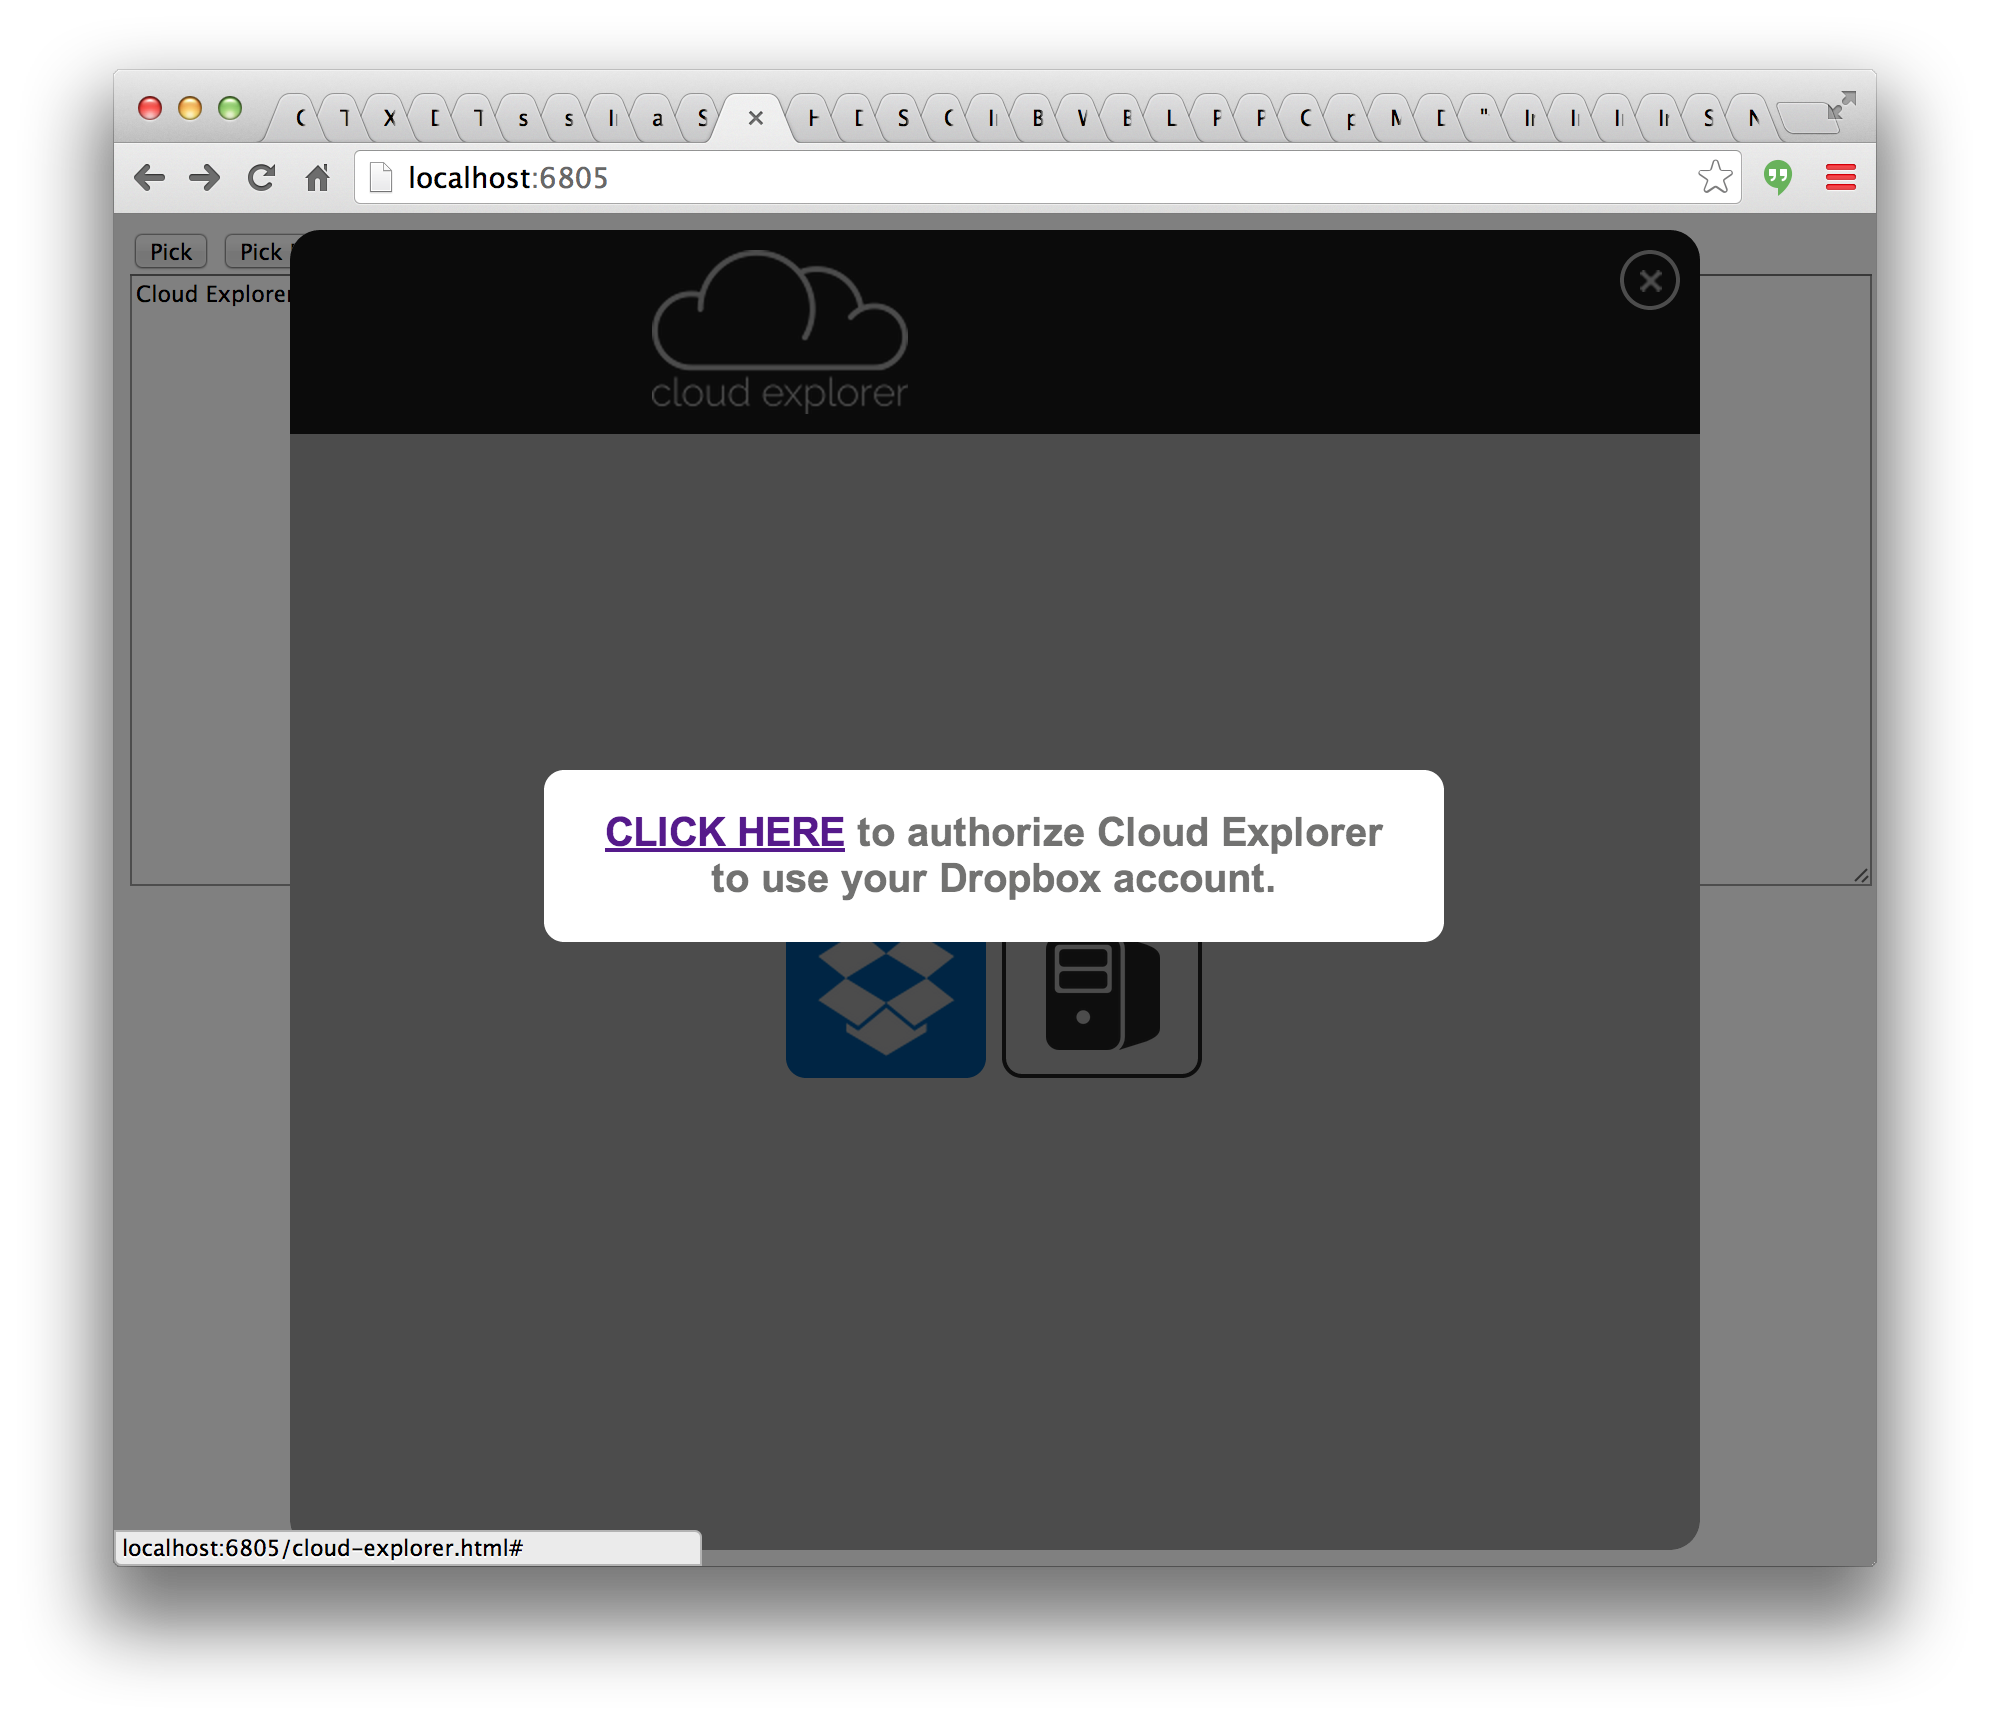 C T X D T s s I a S H D S C I B W B L P P C p M D " I I I I S N
localhost:6805
Pick Pick
Cloud Explorer
cloud explorer
CLICK HERE to authorize Cloud Explorer
to use your Dropbox account.
localhost:6805/cloud-explorer.html#